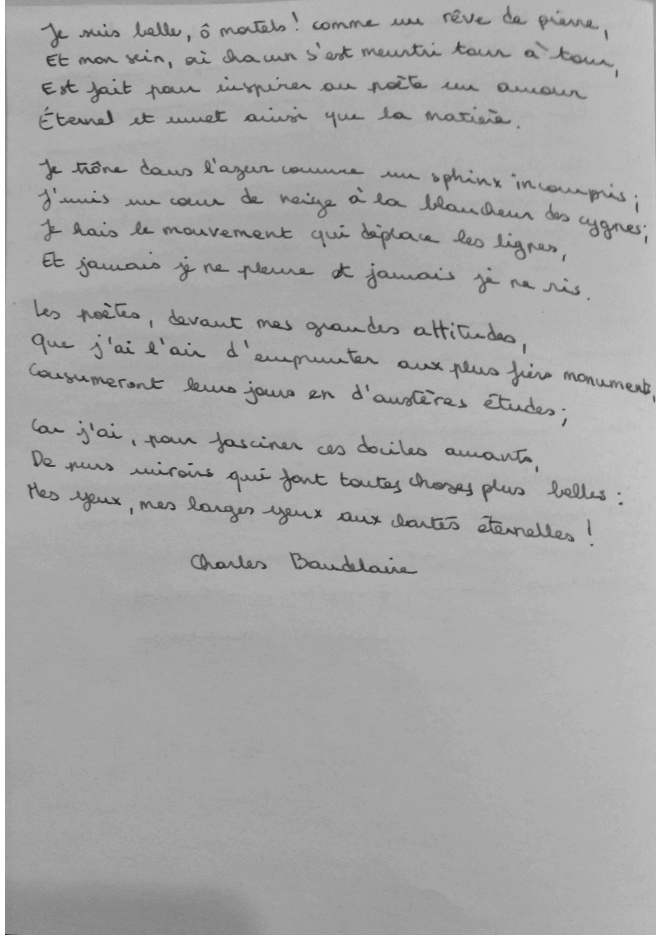 Je suis belle, ô mortels ! comme un rêve de pierre,
Et mon sein, où chacun s'est meurtri tour à tour,
Est fait pour inspirer au poète un amour
Éternel et muet ainsi que la matière.
Je trône dans l'azur comme un sphinx incompris ;
J'unis un cœur de neige à la blancheur des cygnes ;
Je hais le mouvement qui déplace les lignes,
Et jamais je ne pleure et jamais je ne ris.
Les poètes, devant mes grandes attitudes,
Que j'ai l'air d'emprunter aux plus fiers monuments,
Consumeront leurs jours en d'austères études ;
Car j'ai, pour fasciner ces dociles amants,
De purs miroirs qui font toutes choses plus belles :
Mes yeux, mes larges yeux aux clartés éternelles !
Charles Baudelaire